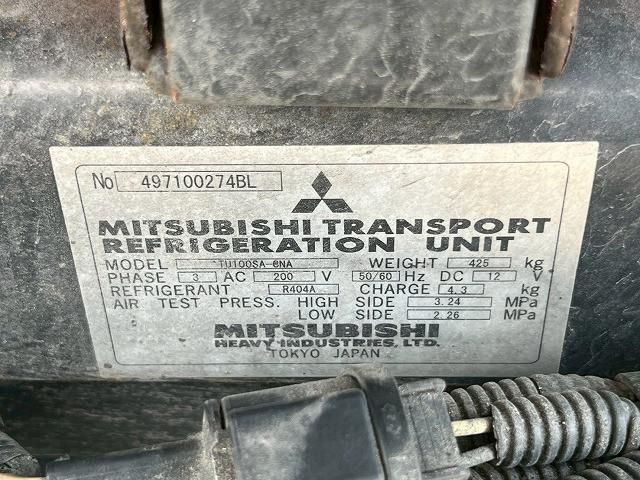 No 497100274BL
MITSUBISHI TRANSPORT
REFRIGERATION UNIT
MODEL TU100SA-CNA WEIGHT 425 kg
PHASE 3 AC 200 V 50/60 Hz DC 12 V
REFRIGERANT R404A CHARGE 4.3 kg
AIR TEST PRESS. HIGH SIDE 3.24 MPa
LOW SIDE 2.26 MPa
MITSUBISHI
HEAVY INDUSTRIES, LTD.
TOKYO JAPAN